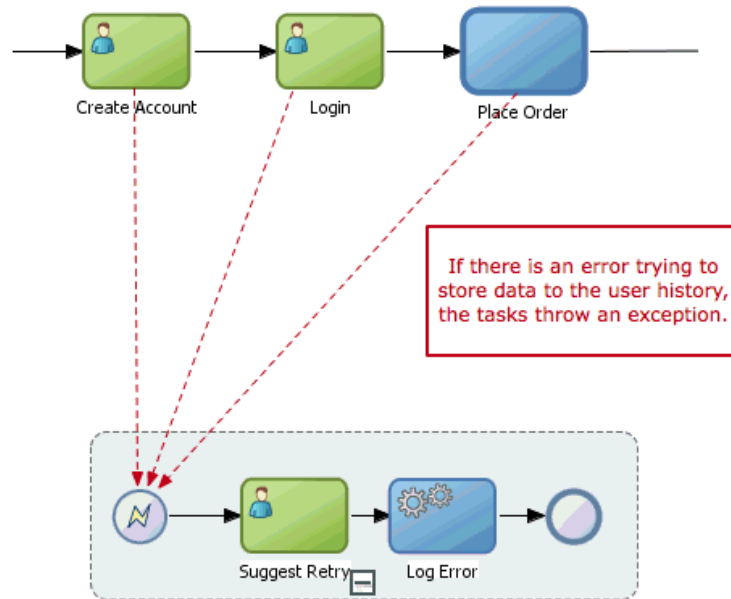 Create Account
Login
Place Order
If there is an error trying to
store data to the user history,
the tasks throw an exception.
Suggest Retry
Log Error